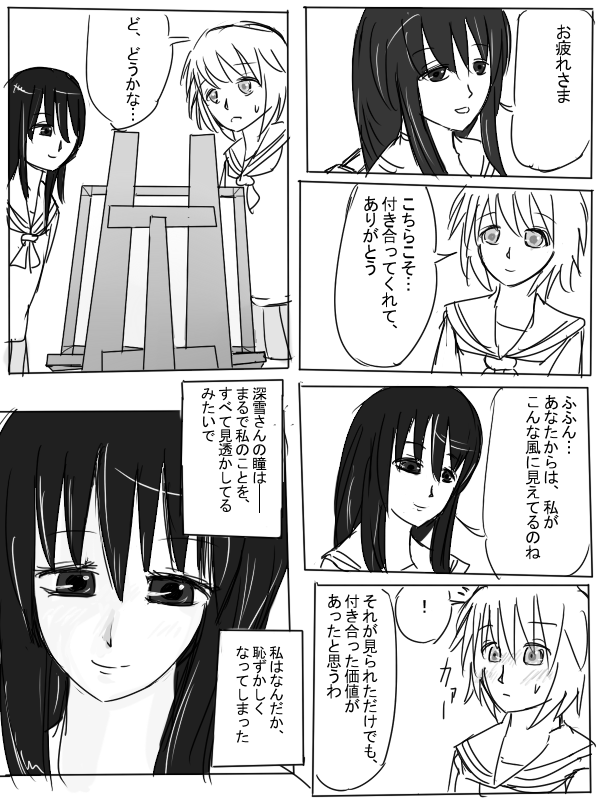 お疲れさま
こちらこそ…
付き合ってくれて、
ありがとう
ど、どうかな…
ふふん…
あなたからは、私が
こんな風に見えてるのね
！
それが見られただけでも、
付き合った価値が
あったと思うわ
カァー
深雪さんの瞳は――
まるで私のことを、
すべて見透かしてる
みたいで
私はなんだか、
恥ずかしく
なってしまった